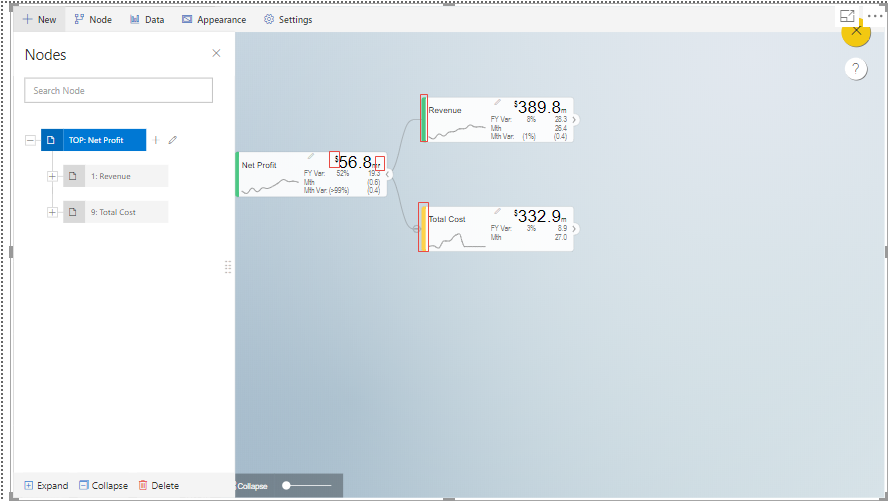 New Node Data Appearance Settings
Nodes
Search Node
TOP: Net Profit
1: Revenue
9: Total Cost
Expand Collapse Delete
Net Profit
$56.8m
FY Var: 52% 19.3
Mth (0.6)
Mth Var: (>99%) (0.4)
Revenue
$389.8m
FY Var: 8% 28.3
Mth 26.4
Mth Var: (1%) (0.4)
Total Cost
$332.9m
FY Var: 3% 8.9
Mth 27.0
Collapse
?